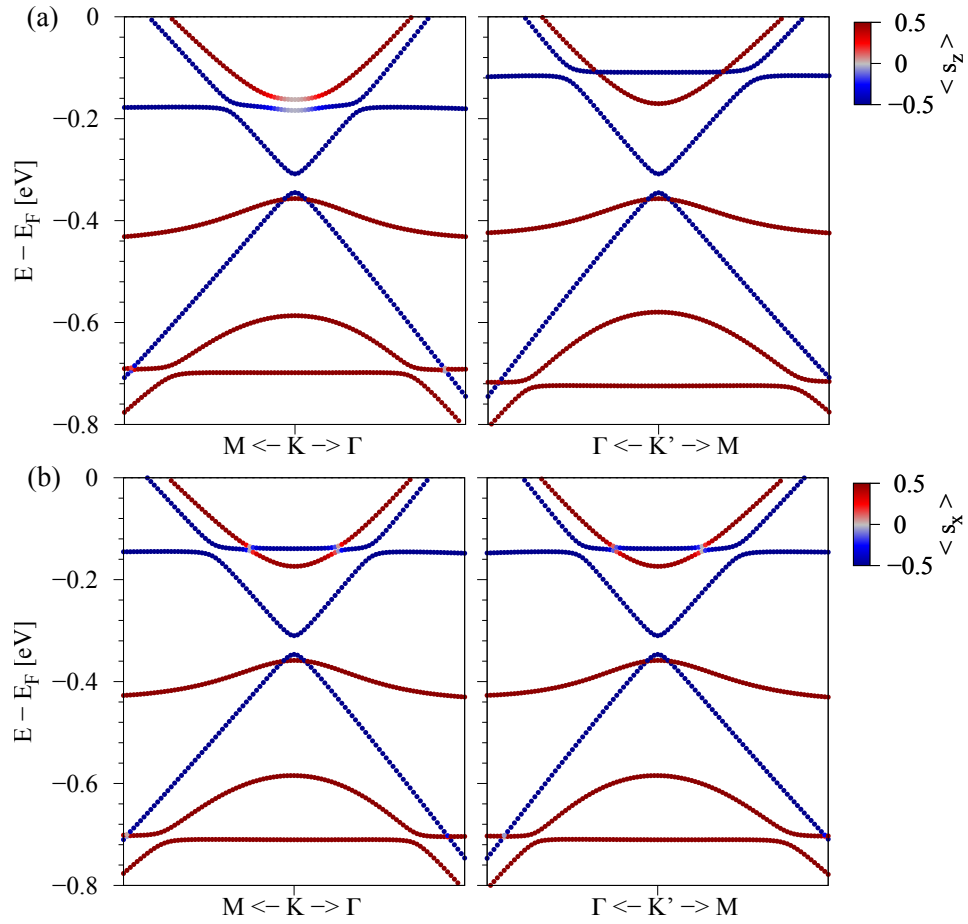 (a)
0
−0.2
−0.4
−0.6
−0.8
E − E_F [eV]
M <− K −> Γ
Γ <− K’ −> M
0.5
0
−0.5
< s_z >
(b)
0
−0.2
−0.4
−0.6
−0.8
E − E_F [eV]
M <− K −> Γ
Γ <− K’ −> M
0.5
0
−0.5
< s_x >